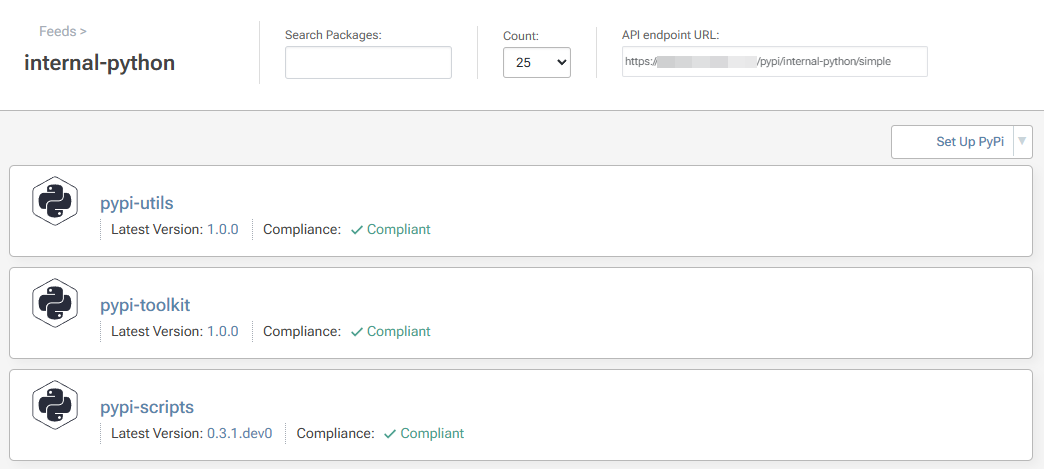 Feeds >
internal-python
Search Packages:
Count:
25
API endpoint URL:
https:// /pypi/internal-python/simple
Set Up PyPi
pypi-utils
Latest Version: 1.0.0 Compliance: ✓ Compliant
pypi-toolkit
Latest Version: 1.0.0 Compliance: ✓ Compliant
pypi-scripts
Latest Version: 0.3.1.dev0 Compliance: ✓ Compliant